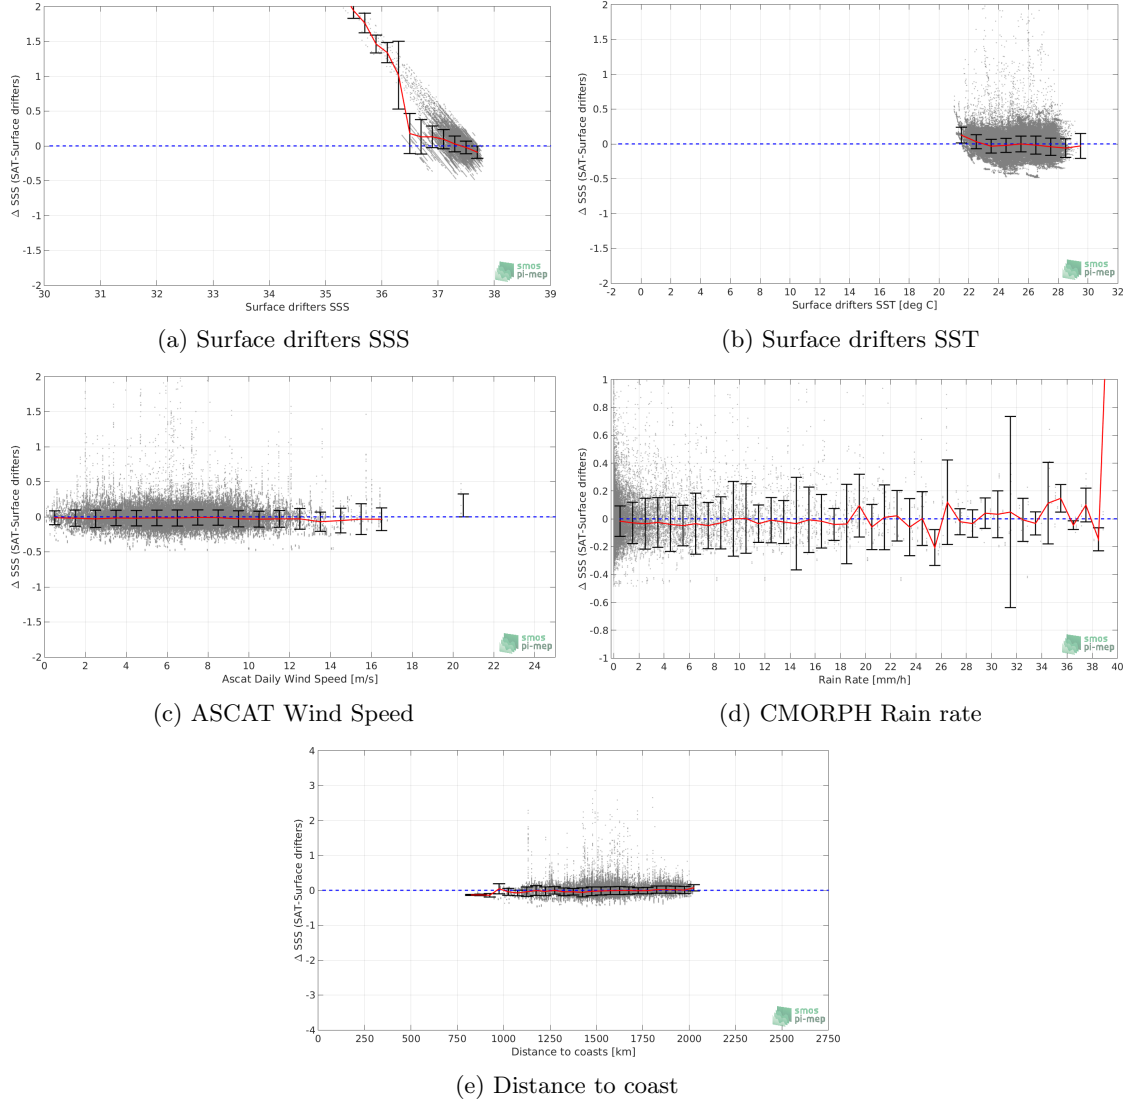 2
1.5
1
0.5
0
-0.5
-1
-1.5
-2
30 31 32 33 34 35 36 37 38 39
Δ SSS (SAT-Surface drifters)
Surface drifters SSS
smos
pi-mep
(a) Surface drifters SSS
2
1.5
1
0.5
0
-0.5
-1
-1.5
-2
-2 0 2 4 6 8 10 12 14 16 18 20 22 24 26 28 30 32
Δ SSS (SAT-Surface drifters)
Surface drifters SST [deg C]
smos
pi-mep
(b) Surface drifters SST
2
1.5
1
0.5
0
-0.5
-1
-1.5
-2
0 2 4 6 8 10 12 14 16 18 20 22 24
Δ SSS (SAT-Surface drifters)
Ascat Daily Wind Speed [m/s]
smos
pi-mep
(c) ASCAT Wind Speed
1
0.8
0.6
0.4
0.2
0
-0.2
-0.4
-0.6
-0.8
-1
0 2 4 6 8 10 12 14 16 18 20 22 24 26 28 30 32 34 36 38 40
Δ SSS (SAT-Surface drifters)
Rain Rate [mm/h]
smos
pi-mep
(d) CMORPH Rain rate
4
3
2
1
0
-1
-2
-3
-4
0 250 500 750 1000 1250 1500 1750 2000 2250 2500 2750
Δ SSS (SAT-Surface drifters)
Distance to coasts [km]
smos
pi-mep
(e) Distance to coast